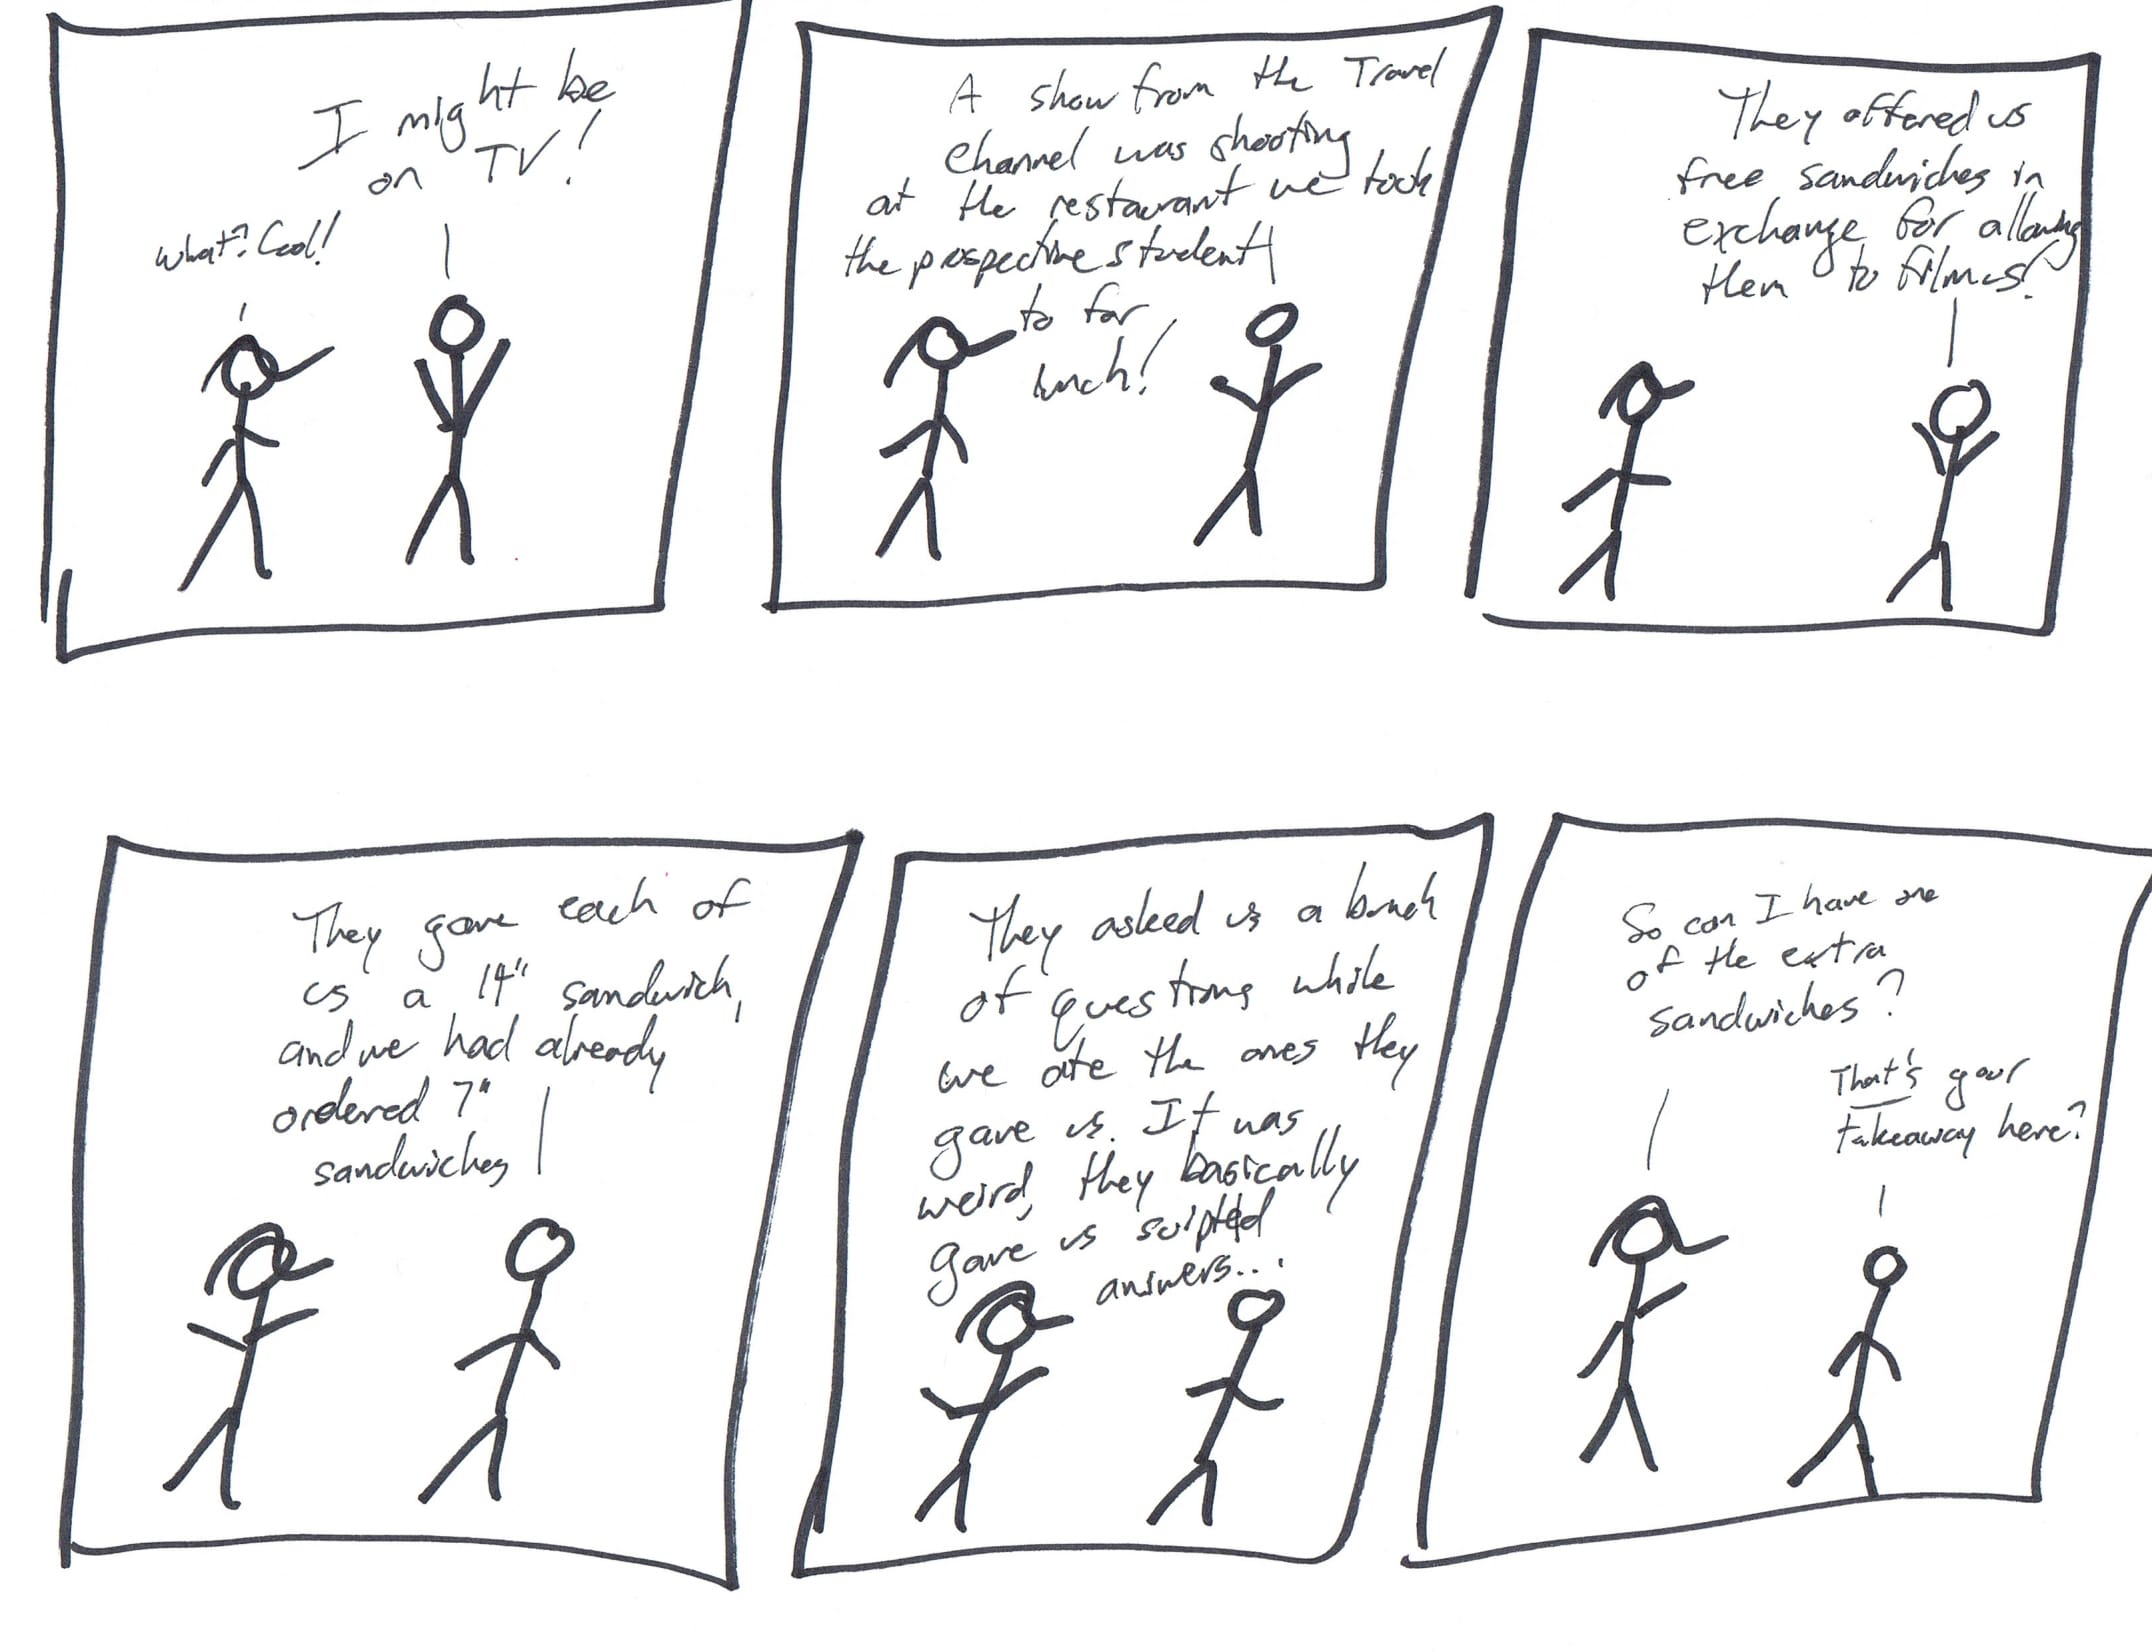 I might be
on TV!
What? Cool!
A show from the Travel
Channel was shooting
at the restaurant we took
the prospective student
to for
lunch!
They offered us
free sandwiches in
exchange for allowing
them to film us!
They gave each of
us a 14" sandwich,
and we had already
ordered 7"
sandwiches
They asked us a bunch
of questions while
we ate the ones they
gave us. It was
weird, they basically
gave us scripted
answers...
So can I have one
of the extra
sandwiches?
That's your
takeaway here?